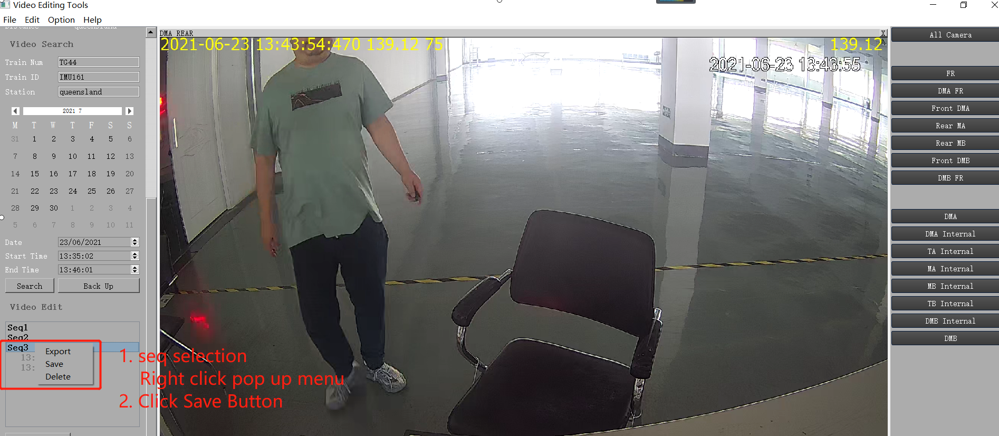 Video Editing Tools
File Edit Option Help
Distance queensland
Video Search
Train Num TG44
Train ID IMU161
Station queensland
2021 7
M T W T F S S
31 1 2 3 4 5 6
7 8 9 10 11 12 13
14 15 16 17 18 19 20
21 22 23 24 25 26 27
28 29 30 1 2 3 4
5 6 7 8 9 10 11
Date 23/06/2021
Start Time 13:35:02
End Time 13:46:01
Search Back Up
Video Edit
Seq1
Seq2
Seq3
13:
13:
Export
Save
Delete
DMA REAR X
2021-06-23 13:43:54:470 139.12 75 139.12
2021-06-23 13:43:55
1. seq selection
Right click pop up menu
2. Click Save Button
All Camera
FR
DMA FR
Front DMA
Rear MA
Rear MB
Front DMB
DMB FR
DMA
DMA Internal
TA Internal
MA Internal
MB Internal
TB Internal
DMB Internal
DMB